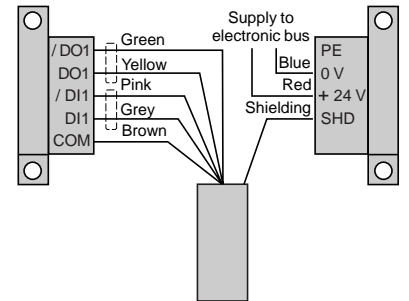 Supply to
electronic bus
/ DO1 Green
DO1 Yellow
/ DI1 Pink
DI1 Grey
COM Brown
PE
Blue 0 V
Red + 24 V
Shielding SHD